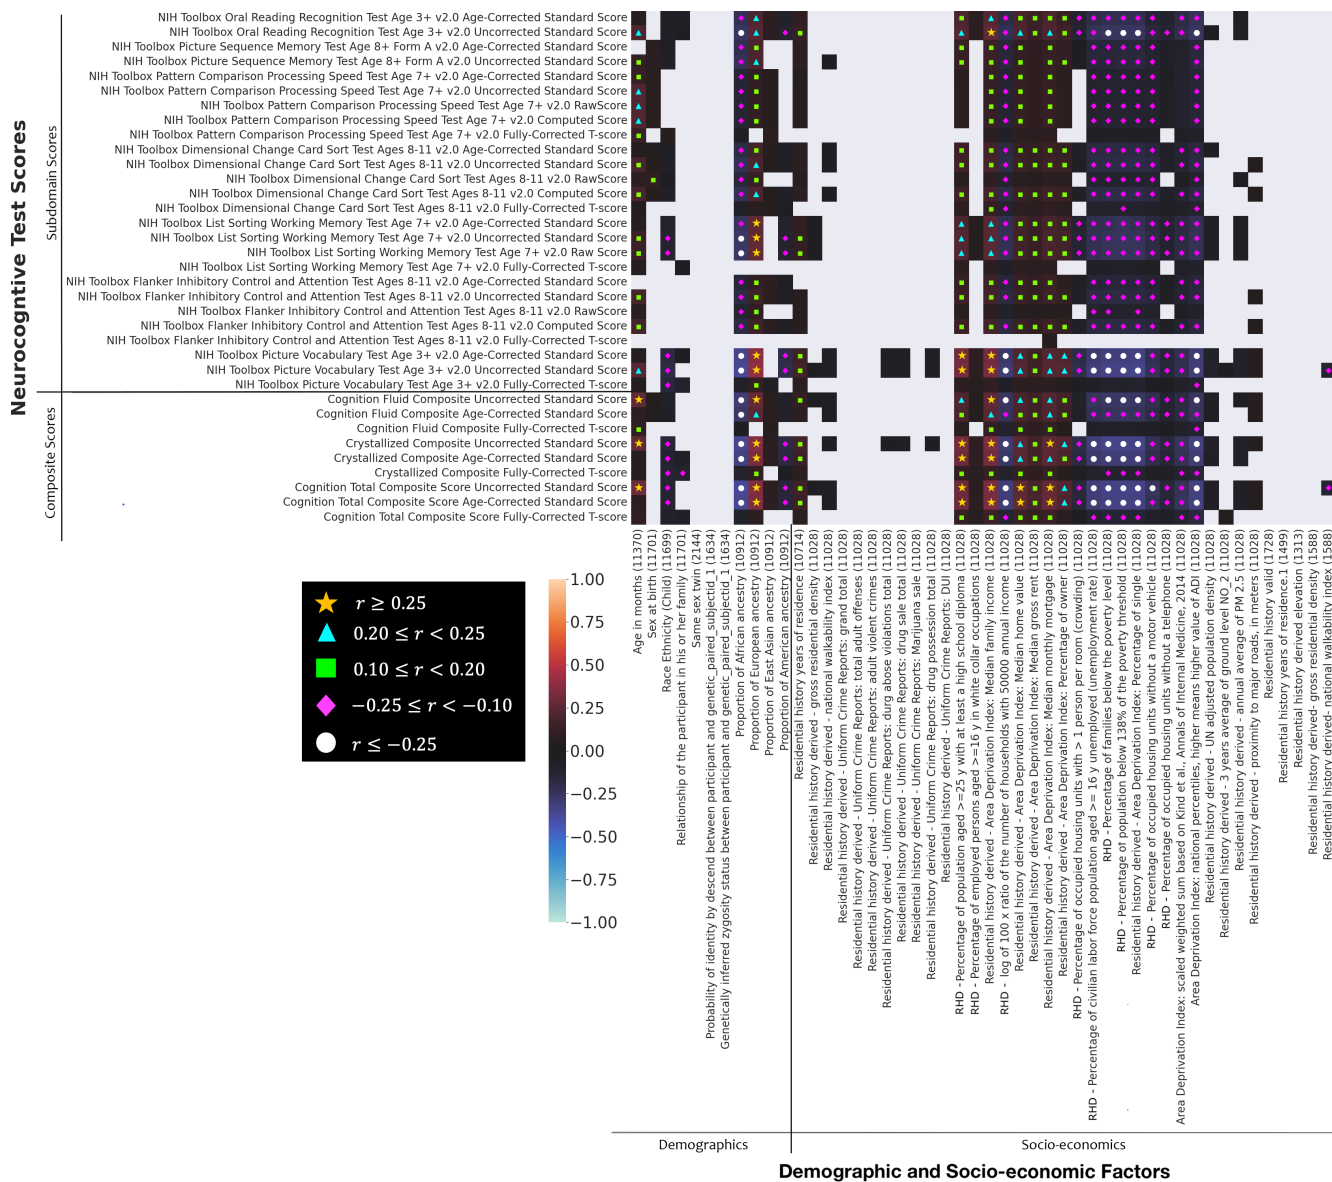 Neurocogntive Test Scores
Subdomain Scores
Composite Scores
NIH Toolbox Oral Reading Recognition Test Age 3+ v2.0 Age-Corrected Standard Score
NIH Toolbox Oral Reading Recognition Test Age 3+ v2.0 Uncorrected Standard Score
NIH Toolbox Picture Sequence Memory Test Age 8+ Form A v2.0 Age-Corrected Standard Score
NIH Toolbox Picture Sequence Memory Test Age 8+ Form A v2.0 Uncorrected Standard Score
NIH Toolbox Pattern Comparison Processing Speed Test Age 7+ v2.0 Age-Corrected Standard Score
NIH Toolbox Pattern Comparison Processing Speed Test Age 7+ v2.0 Uncorrected Standard Score
NIH Toolbox Pattern Comparison Processing Speed Test Age 7+ v2.0 RawScore
NIH Toolbox Pattern Comparison Processing Speed Test Age 7+ v2.0 Computed Score
NIH Toolbox Pattern Comparison Processing Speed Test Age 7+ v2.0 Fully-Corrected T-score
NIH Toolbox Dimensional Change Card Sort Test Ages 8-11 v2.0 Age-Corrected Standard Score
NIH Toolbox Dimensional Change Card Sort Test Ages 8-11 v2.0 Uncorrected Standard Score
NIH Toolbox Dimensional Change Card Sort Test Ages 8-11 v2.0 RawScore
NIH Toolbox Dimensional Change Card Sort Test Ages 8-11 v2.0 Computed Score
NIH Toolbox Dimensional Change Card Sort Test Ages 8-11 v2.0 Fully-Corrected T-score
NIH Toolbox List Sorting Working Memory Test Age 7+ v2.0 Age-Corrected Standard Score
NIH Toolbox List Sorting Working Memory Test Age 7+ v2.0 Uncorrected Standard Score
NIH Toolbox List Sorting Working Memory Test Age 7+ v2.0 Raw Score
NIH Toolbox List Sorting Working Memory Test Age 7+ v2.0 Fully-Corrected T-score
NIH Toolbox Flanker Inhibitory Control and Attention Test Ages 8-11 v2.0 Age-Corrected Standard Score
NIH Toolbox Flanker Inhibitory Control and Attention Test Ages 8-11 v2.0 Uncorrected Standard Score
NIH Toolbox Flanker Inhibitory Control and Attention Test Ages 8-11 v2.0 RawScore
NIH Toolbox Flanker Inhibitory Control and Attention Test Ages 8-11 v2.0 Computed Score
NIH Toolbox Flanker Inhibitory Control and Attention Test Ages 8-11 v2.0 Fully-Corrected T-score
NIH Toolbox Picture Vocabulary Test Age 3+ v2.0 Age-Corrected Standard Score
NIH Toolbox Picture Vocabulary Test Age 3+ v2.0 Uncorrected Standard Score
NIH Toolbox Picture Vocabulary Test Age 3+ v2.0 Fully-Corrected T-score
Cognition Fluid Composite Uncorrected Standard Score
Cognition Fluid Composite Age-Corrected Standard Score
Cognition Fluid Composite Fully-Corrected T-score
Crystallized Composite Uncorrected Standard Score
Crystallized Composite Age-Corrected Standard Score
Crystallized Composite Fully-Corrected T-score
Cognition Total Composite Score Uncorrected Standard Score
Cognition Total Composite Score Age-Corrected Standard Score
Cognition Total Composite Score Fully-Corrected T-score
r ≥ 0.25
0.20 ≤ r < 0.25
0.10 ≤ r < 0.20
−0.25 ≤ r < −0.10
r ≤ −0.25
1.00
0.75
0.50
0.25
0.00
−0.25
−0.50
−0.75
−1.00
Age in months (11370)
Sex at birth (11701)
Race Ethnicity (Child) (11699)
Relationship of the participant in his or her family (11701)
Same sex twin (2144)
Probability of identity by descend between participant and genetic_paired_subjectid_1 (1634)
Genetically inferred zygosity status between participant and genetic_paired_subjectid_1 (1634)
Proportion of African ancestry (10912)
Proportion of European ancestry (10912)
Proportion of East Asian ancestry (10912)
Proportion of American ancestry (10912)
Residential history years of residence (10714)
Residential history derived - gross residential density (11028)
Residential history derived - national walkability index (11028)
Residential history derived - Uniform Crime Reports: grand total (11028)
Residential history derived - Uniform Crime Reports: total adult offenses (11028)
Residential history derived - Uniform Crime Reports: adult violent crimes (11028)
Residential history derived - Uniform Crime Reports: durg abose violations total (11028)
Residential history derived - Uniform Crime Reports: drug sale total (11028)
Residential history derived - Uniform Crime Reports: Marijuana sale (11028)
Residential history derived - Uniform Crime Reports: drug possession total (11028)
Residential history derived - Uniform Crime Reports: DUI (11028)
RHD - Percentage of population aged >=25 y with at least a high school diploma (11028)
RHD - Percentage of employed persons aged >=16 y in white collar occupations (11028)
Residential history derived - Area Deprivation Index: Median family income (11028)
RHD - log of 100 x ratio of the number of households with 50000 annual income (11028)
Residential history derived - Area Deprivation Index: Median home value (11028)
Residential history derived - Area Deprivation Index: Median gross rent (11028)
Residential history derived - Area Deprivation Index: Median monthly mortgage (11028)
Residential history derived - Area Deprivation Index: Percentage of owner (11028)
RHD - Percentage of occupied housing units with > 1 person per room (crowding) (11028)
RHD - Percentage of civilian labor force population aged >= 16 y unemployed (unemployment rate) (11028)
RHD - Percentage of families below the poverty level (11028)
RHD - Percentage of population below 138% of the poverty threshold (11028)
Residential history derived - Area Deprivation Index: Percentage of single (11028)
RHD - Percentage of occupied housing units without a motor vehicle (11028)
RHD - Percentage of occupied housing units without a telephone (11028)
Area Deprivation Index: scaled weighted sum based on Kind et al., Annals of Internal Medicine, 2014 (11028)
Area Deprivation Index: national percentiles, higher means higher value of ADI (11028)
Residential history derived - UN adjusted population density (11028)
Residential history derived - 3 years average of ground level NO_2 (11028)
Residential history derived - annual average of PM 2.5 (11028)
Residential history derived - proximity to major roads, in meters (11028)
Residential history valid (1728)
Residential history years of residence.1 (1499)
Residential history derived elevation (1313)
Residential history derived- gross residential density (1588)
Residential history derived- national walkability index (1588)
Demographics
Socio-economics
Demographic and Socio-economic Factors